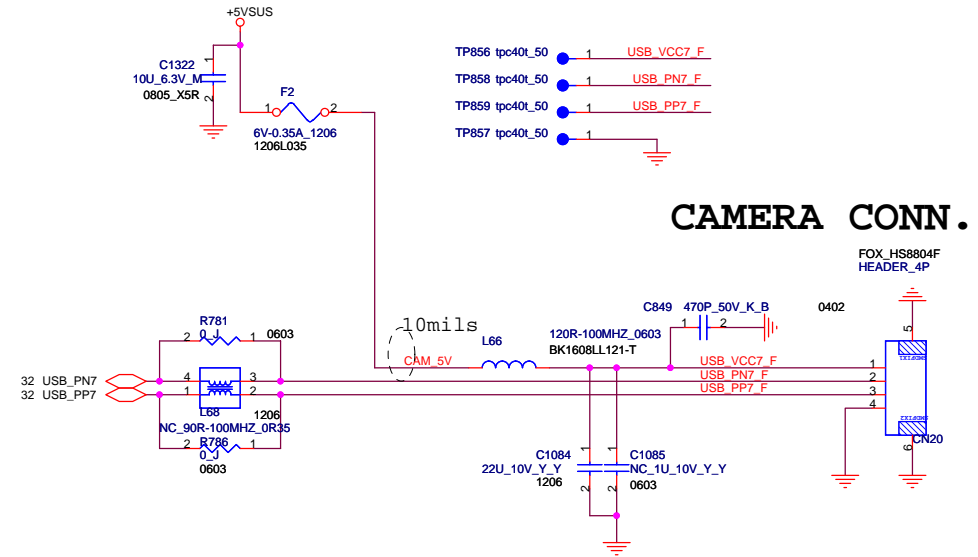 +5VSUS
C1322
10U_6.3V_M
0805_X5R
1
2
F2
1 2
6V-0.35A_1206
1206L035
TP856 tpc40t_50 1 USB_VCC7_F
TP858 tpc40t_50 1 USB_PN7_F
TP859 tpc40t_50 1 USB_PP7_F
TP857 tpc40t_50 1
CAMERA CONN.
FOX_HS8804F
HEADER_4P
C849 470P_50V_K_B 0402
1 2
R781
2 0_J 1 0603
10mils
CAM_5V
L66
120R-100MHZ_0603
BK1608LL121-T
USB_VCC7_F 1
USB_PN7_F 2
USB_PP7_F 3
4
5
SMDFIX1
SMDFIX2
6
CN20
32 USB_PN7 4 3
32 USB_PP7 1 2
L68 1206
NC_90R-100MHZ_0R35
R786
2 0_J 1
0603
C1084
22U_10V_Y_Y
1206
1
2
C1085
NC_1U_10V_Y_Y
0603
1
2